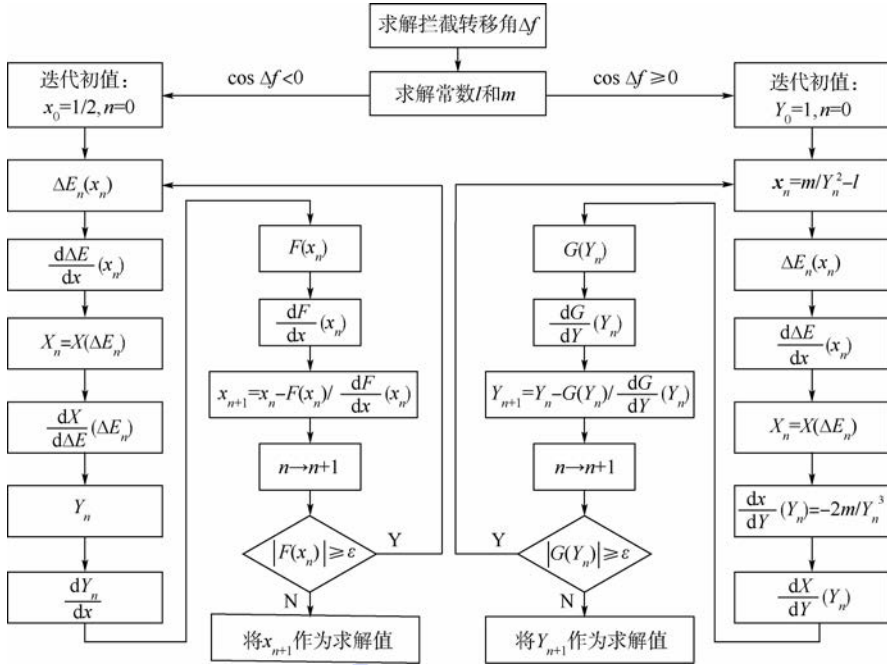 求解拦截转移角Δf
求解常数l和m
cos Δf<0
cos Δf≥0
迭代初值：
x₀=1/2, n=0
ΔEₙ(xₙ)
dΔE/dx (xₙ)
Xₙ=X(ΔEₙ)
dX/dΔE (ΔEₙ)
Yₙ
dYₙ/dx
F(xₙ)
dF/dx (xₙ)
xₙ₊₁=xₙ−F(xₙ)/ dF/dx (xₙ)
n→n+1
|F(xₙ)|≥ε
Y
N
将xₙ₊₁作为求解值
迭代初值：
Y₀=1, n=0
xₙ=m/Yₙ²−l
ΔEₙ(xₙ)
dΔE/dx (xₙ)
Xₙ=X(ΔEₙ)
dx/dY (Yₙ)=−2m/Yₙ³
dX/dY (Yₙ)
G(Yₙ)
dG/dY (Yₙ)
Yₙ₊₁=Yₙ−G(Yₙ)/ dG/dY (Yₙ)
n→n+1
|G(Yₙ)|≥ε
Y
N
将Yₙ₊₁作为求解值